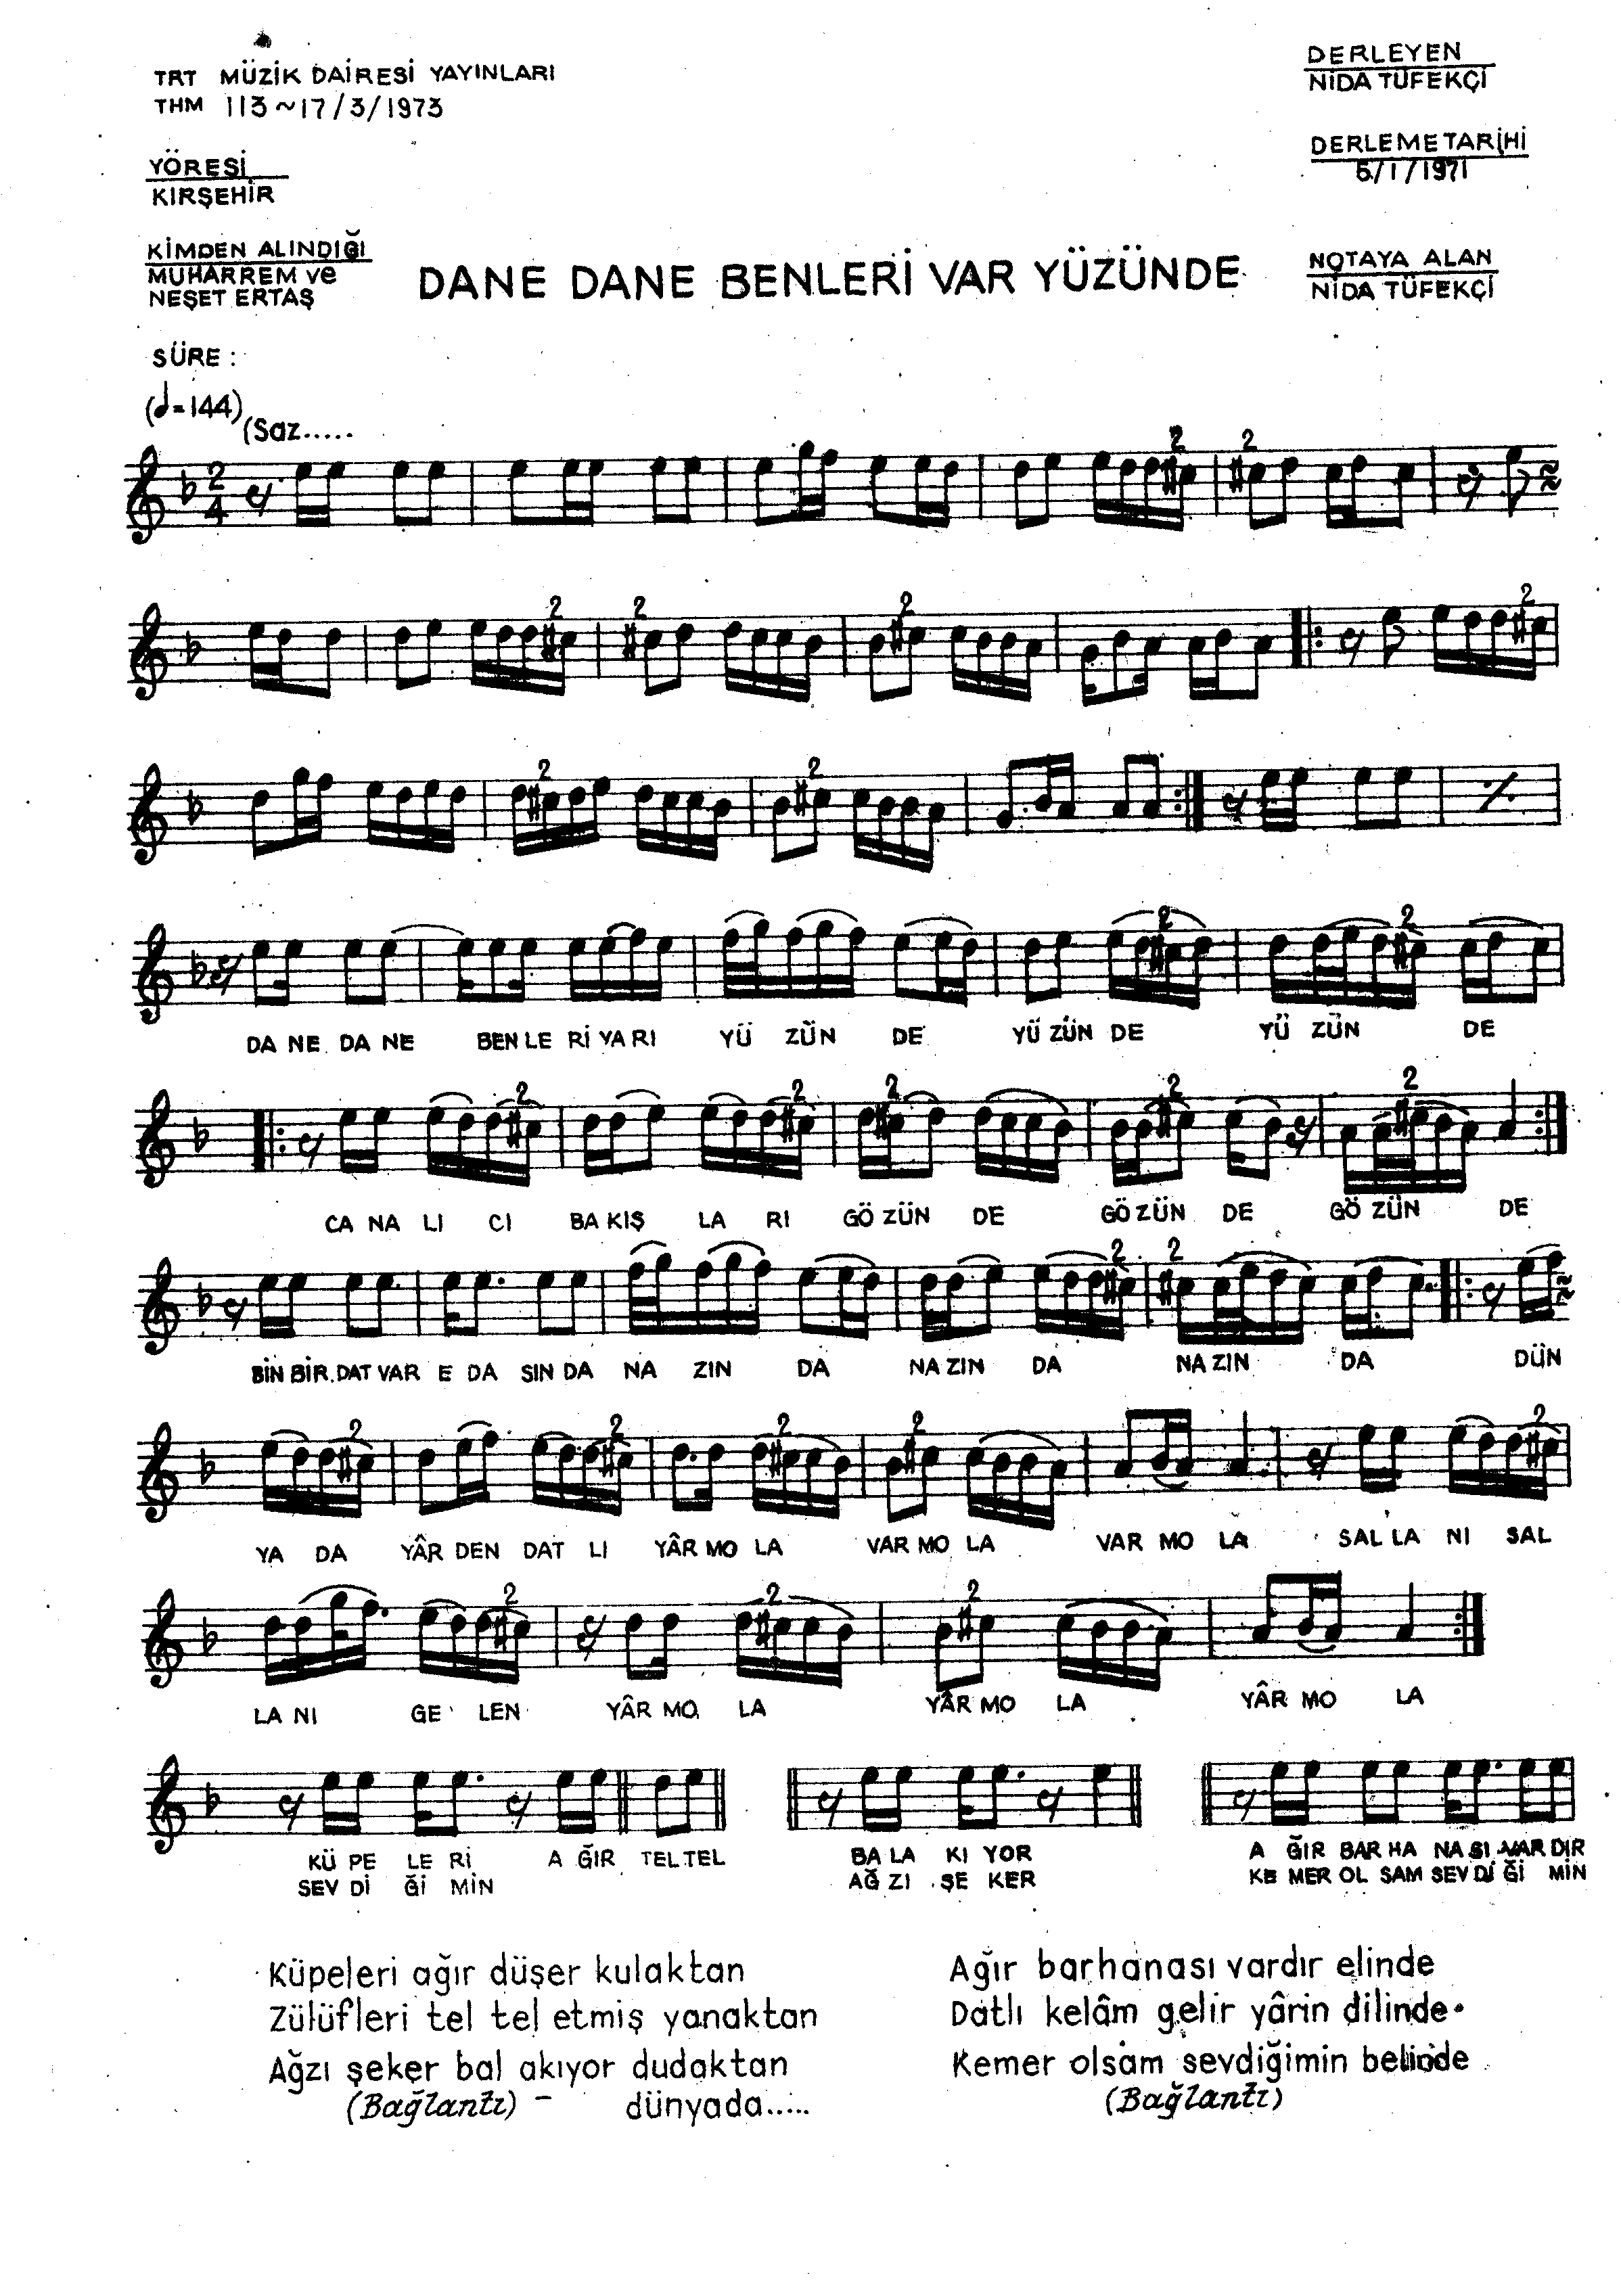 TRT MÜZİK DAİRESİ YAYINLARI
THM 113~17/3/1973
DERLEYEN
NİDA TÜFEKÇİ
YÖRESİ
KIRŞEHİR
DERLEME TARİHİ
5/1/1971
KİMDEN ALINDIĞI
MUHARREM ve
NEŞET ERTAŞ
DANE DANE BENLERİ VAR YÜZÜNDE
NOTAYA ALAN
NİDA TÜFEKÇİ
SÜRE :
(𝅗𝅥=144)
(Saz.....
DA NE DA NE BEN LE Rİ VA RI YÜ ZÜN DE YÜ ZÜN DE YÜ ZÜN DE
CA NA LI CI BA KIŞ LA RI GÖ ZÜN DE GÖ ZÜN DE GÖ ZÜN DE
BİN BİR DAT VAR E DA SIN DA NA ZIN DA NA ZIN DA NA ZIN DA DÜN
YA DA YÂR DEN DAT LI YÂR MO LA VAR MO LA VAR MO LA SAL LA NI SAL
LA NI GE LEN YÂR MO LA YÂR MO LA YÂR MO LA
KÜ PE LE Rİ A ĞIR TEL TEL BA LA KI YOR A ĞIR BAR HA NA SI VAR DIR
SEV Dİ Ğİ MİN AĞ ZI ŞE KER KE MER OL SAM SEV Dİ Ğİ MİN
Küpeleri ağır düşer kulaktan
Zülüfleri tel tel etmiş yanaktan
Ağzı şeker bal akıyor dudaktan
(Bağlantı) – dünyada.....
Ağır barhanası vardır elinde
Datlı kelâm gelir yârin dilinde.
Kemer olsam sevdiğimin belinde
(Bağlantı)